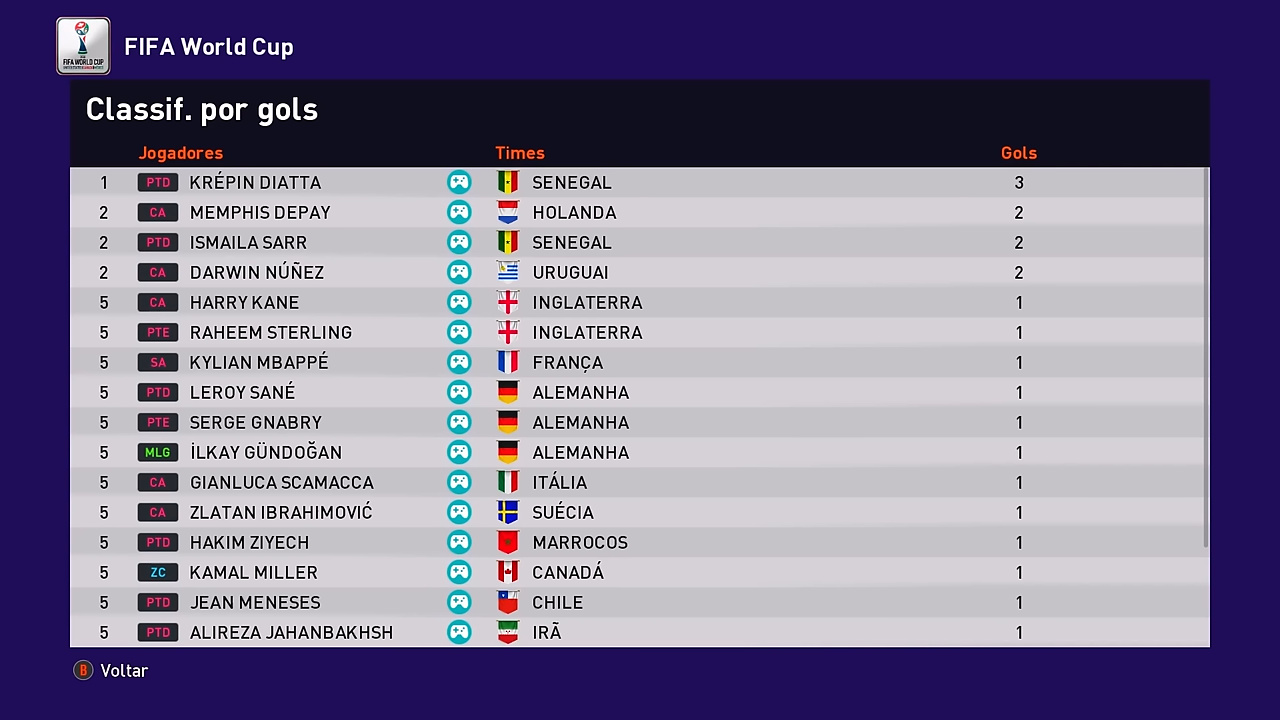 FIFA WORLD CUP
FIFA World Cup
Classif. por gols
Jogadores Times Gols
1 PTD KRÉPIN DIATTA SENEGAL 3
2 CA MEMPHIS DEPAY HOLANDA 2
2 PTD ISMAILA SARR SENEGAL 2
2 CA DARWIN NÚÑEZ URUGUAI 2
5 CA HARRY KANE INGLATERRA 1
5 PTE RAHEEM STERLING INGLATERRA 1
5 SA KYLIAN MBAPPÉ FRANÇA 1
5 PTD LEROY SANÉ ALEMANHA 1
5 PTE SERGE GNABRY ALEMANHA 1
5 MLG İLKAY GÜNDOĞAN ALEMANHA 1
5 CA GIANLUCA SCAMACCA ITÁLIA 1
5 CA ZLATAN IBRAHIMOVIĆ SUÉCIA 1
5 PTD HAKIM ZIYECH MARROCOS 1
5 ZC KAMAL MILLER CANADÁ 1
5 PTD JEAN MENESES CHILE 1
5 PTD ALIREZA JAHANBAKHSH IRÃ 1
B Voltar